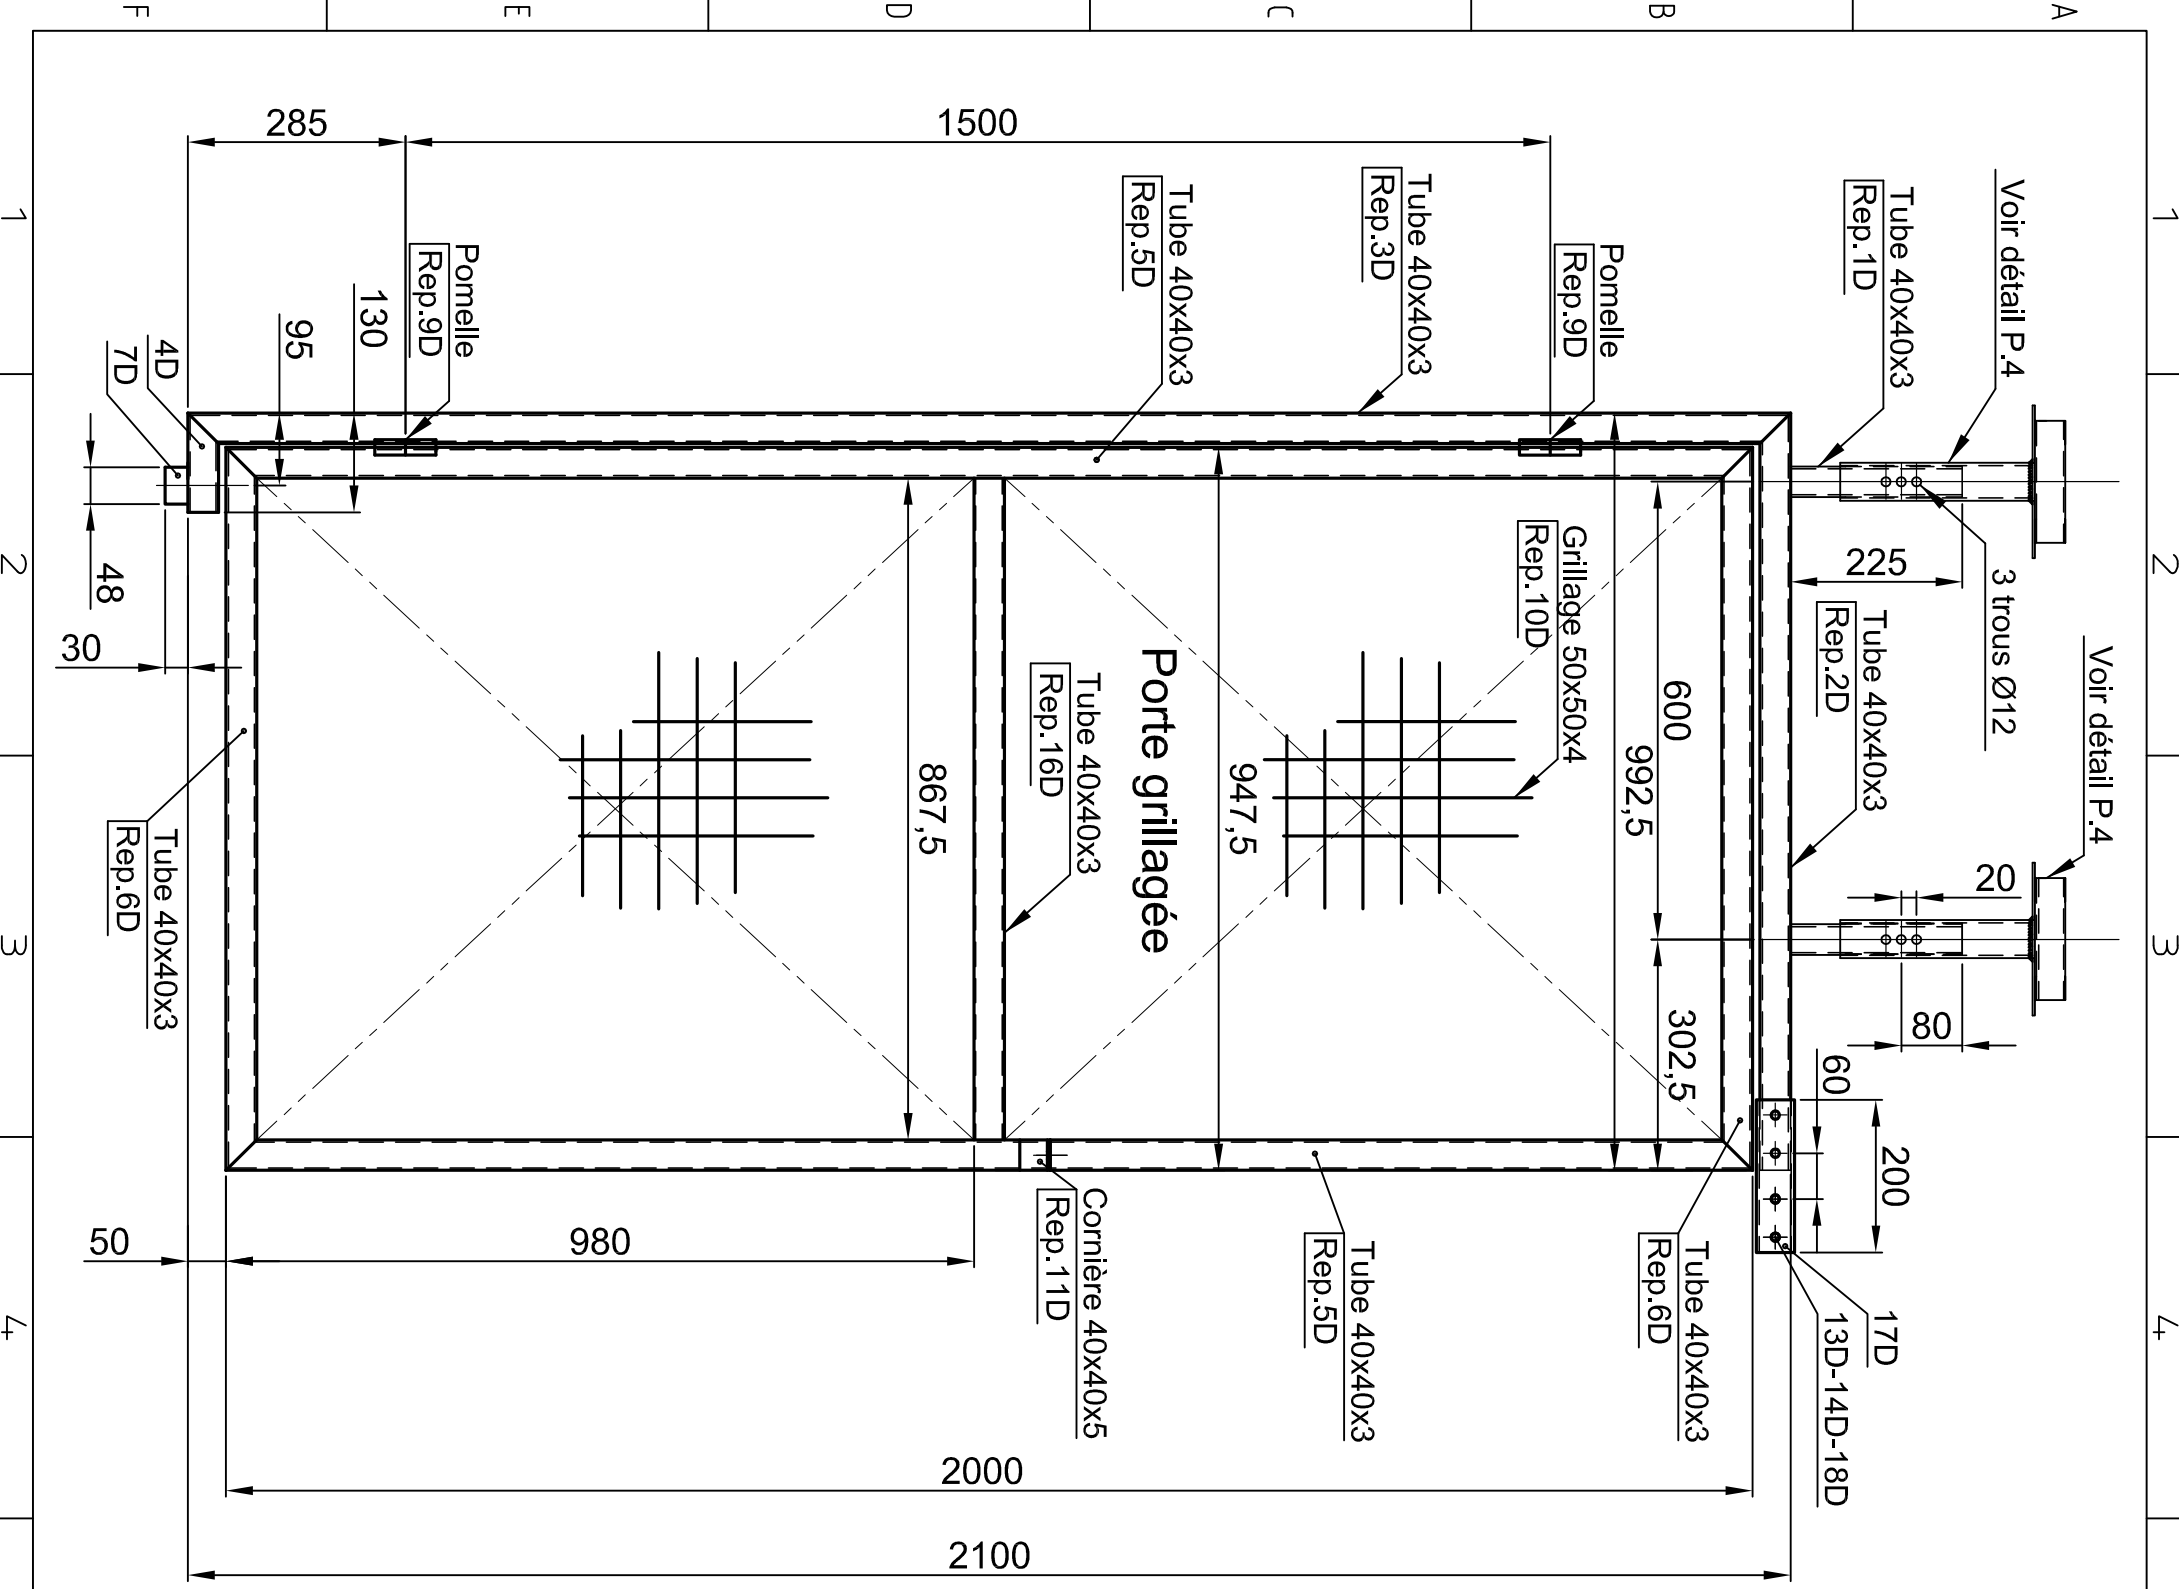 F
E
D
C
B
A
1
2
3
4
1
2
3
4
285
1500
Voir détail P.4
Tube 40x40x3
Rep.1D
Tube 40x40x3
Rep.3D
Tube 40x40x3
Rep.5D
Pomelle
Rep.9D
Pomelle
Rep.9D
130
95
4D
7D
48
30
225
3 trous Ø12
Tube 40x40x3
Rep.2D
Voir détail P.4
Grillage 50x50x4
Rep.10D
600
992,5
302,5
20
80
60
200
Porte grillagée
947,5
Tube 40x40x3
Rep.16D
867,5
Tube 40x40x3
Rep.6D
50
980
Cornière 40x40x5
Rep.11D
Tube 40x40x3
Rep.5D
Tube 40x40x3
Rep.6D
17D
13D-14D-18D
2000
2100